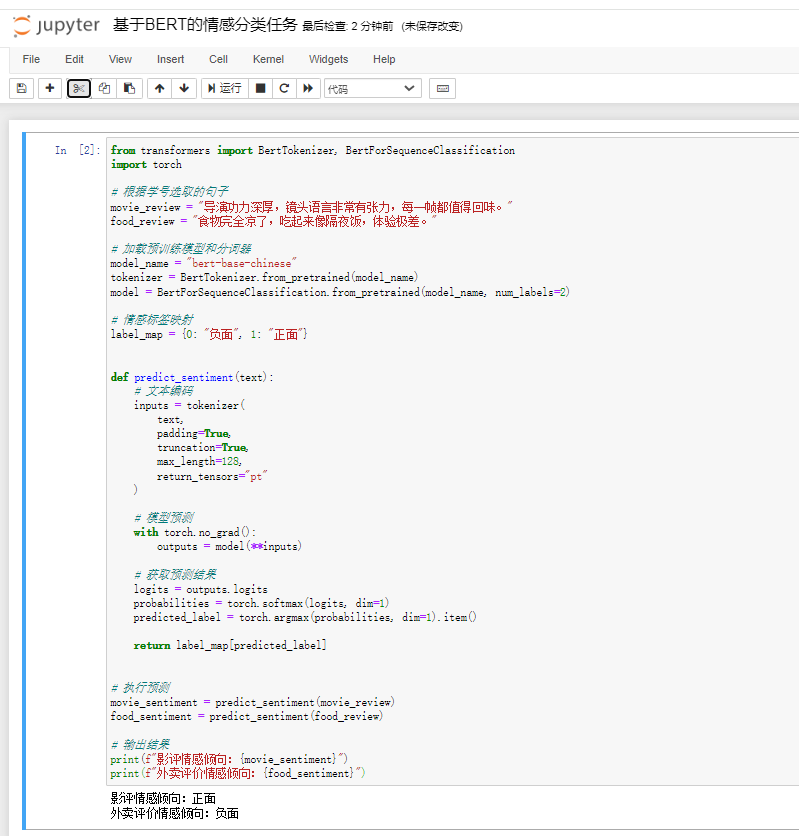 jupyter 基于BERT的情感分类任务 最后检查: 2 分钟前 (未保存改变)
File Edit View Insert Cell Kernel Widgets Help
运行 代码
In [2]:
from transformers import BertTokenizer, BertForSequenceClassification
import torch
# 根据学号选取的句子
movie_review = "导演功力深厚，镜头语言非常有张力，每一帧都值得回味。"
food_review = "食物完全凉了，吃起来像隔夜饭，体验极差。"
# 加载预训练模型和分词器
model_name = "bert-base-chinese"
tokenizer = BertTokenizer.from_pretrained(model_name)
model = BertForSequenceClassification.from_pretrained(model_name, num_labels=2)
# 情感标签映射
label_map = {0: "负面", 1: "正面"}
def predict_sentiment(text):
# 文本编码
inputs = tokenizer(
text,
padding=True,
truncation=True,
max_length=128,
return_tensors="pt"
)
# 模型预测
with torch.no_grad():
outputs = model(**inputs)
# 获取预测结果
logits = outputs.logits
probabilities = torch.softmax(logits, dim=1)
predicted_label = torch.argmax(probabilities, dim=1).item()
return label_map[predicted_label]
# 执行预测
movie_sentiment = predict_sentiment(movie_review)
food_sentiment = predict_sentiment(food_review)
# 输出结果
print(f"影评情感倾向: {movie_sentiment}")
print(f"外卖评价情感倾向: {food_sentiment}")
影评情感倾向: 正面
外卖评价情感倾向: 负面